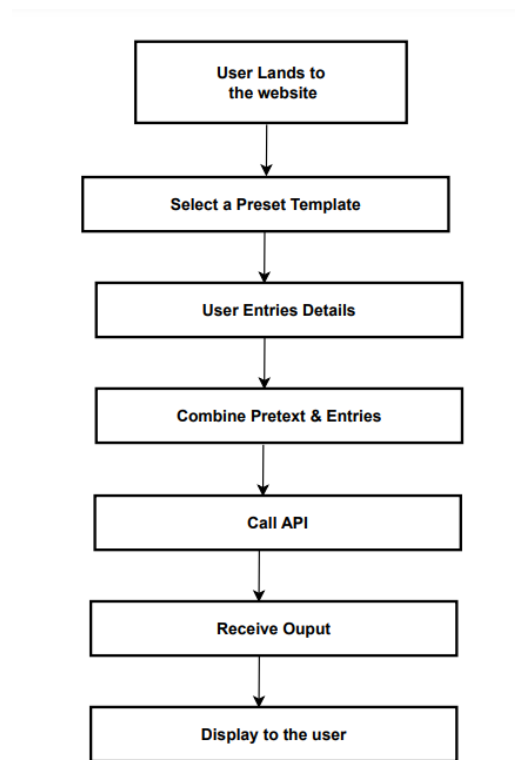 User Lands to
the website
Select a Preset Template
User Entries Details
Combine Pretext & Entries
Call API
Receive Ouput
Display to the user